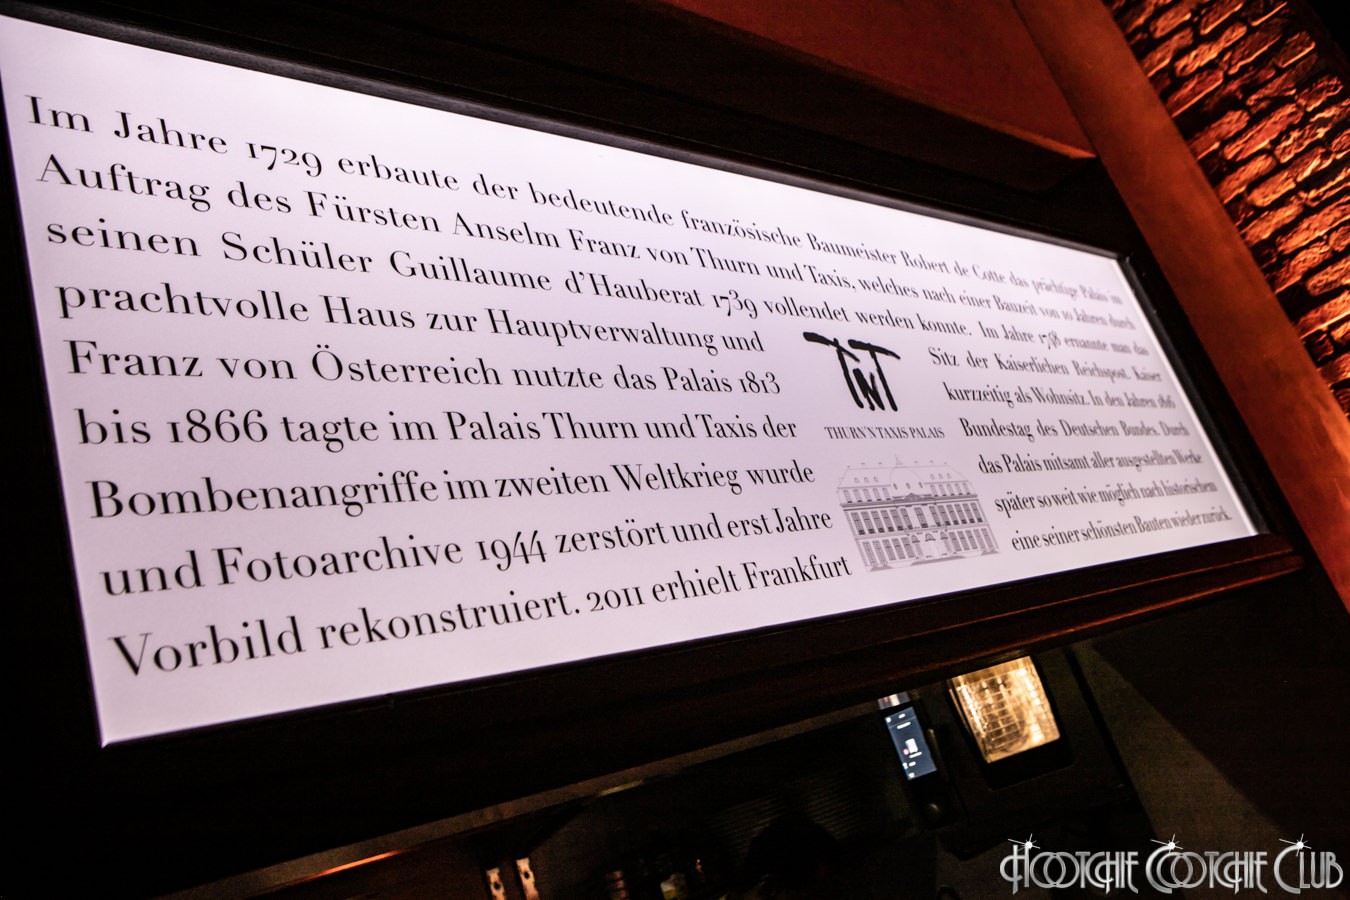 Im Jahre 1729 erbaute der bedeutende französische Baumeister Robert de Cotte das prächtige Palais im
Auftrag des Fürsten Anselm Franz von Thurn und Taxis, welches nach einer Bauzeit von 10 Jahren durch
seinen Schüler Guillaume d'Hauberat 1739 vollendet werden konnte. Im Jahre 1748 ernannte man das
prachtvolle Haus zur Hauptverwaltung und Sitz der Kaiserlichen Reichspost. Kaiser
Franz von Österreich nutzte das Palais 1813 kurzzeitig als Wohnsitz. In den Jahren 1816
bis 1866 tagte im Palais Thurn und Taxis der Bundestag des Deutschen Bundes. Durch
Bombenangriffe im zweiten Weltkrieg wurde das Palais mitsamt aller ausgestellten Werke
und Fotoarchive 1944 zerstört und erst Jahre später so weit wie möglich nach historischem
Vorbild rekonstruiert. 2011 erhielt Frankfurt eine seiner schönsten Bauten wieder zurück.
TNT
THURN'N TAXIS PALAIS
HOOTCHIE COOTCHIE CLUB